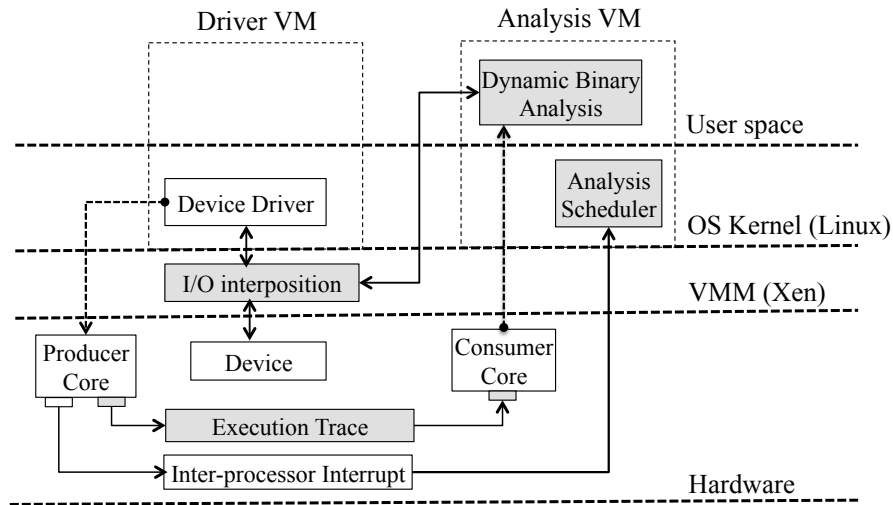 Driver VM
Analysis VM
Dynamic Binary
Analysis
User space
Device Driver
Analysis
Scheduler
OS Kernel (Linux)
I/O interposition
VMM (Xen)
Producer
Core
Device
Consumer
Core
Execution Trace
Inter-processor Interrupt
Hardware